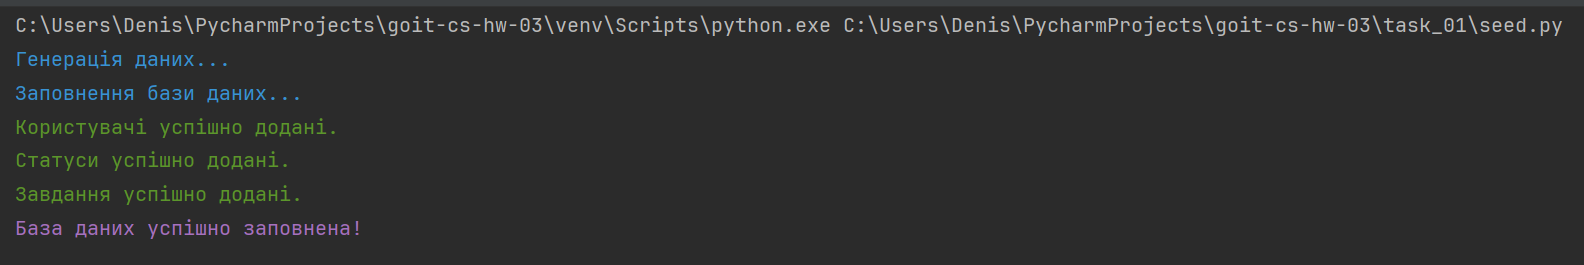 C:\Users\Denis\PycharmProjects\goit-cs-hw-03\venv\Scripts\python.exe C:\Users\Denis\PycharmProjects\goit-cs-hw-03\task_01\seed.py
Генерація даних...
Заповнення бази даних...
Користувачі успішно додані.
Статуси успішно додані.
Завдання успішно додані.
База даних успішно заповнена!